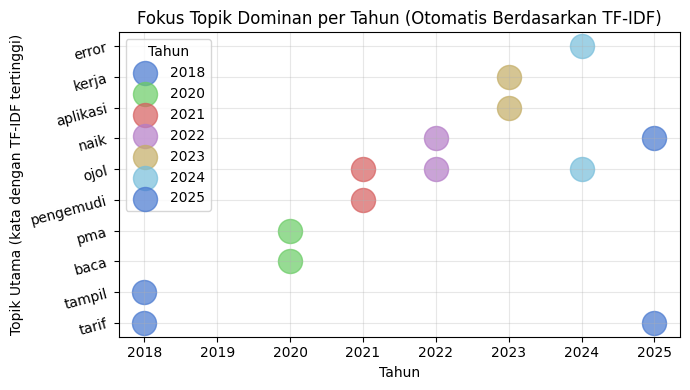 Fokus Topik Dominan per Tahun (Otomatis Berdasarkan TF-IDF)
Topik Utama (kata dengan TF-IDF tertinggi)
error
kerja
aplikasi
naik
ojol
pengemudi
pma
baca
tampil
tarif
Tahun
2018
2020
2021
2022
2023
2024
2025
2018 2019 2020 2021 2022 2023 2024 2025
Tahun